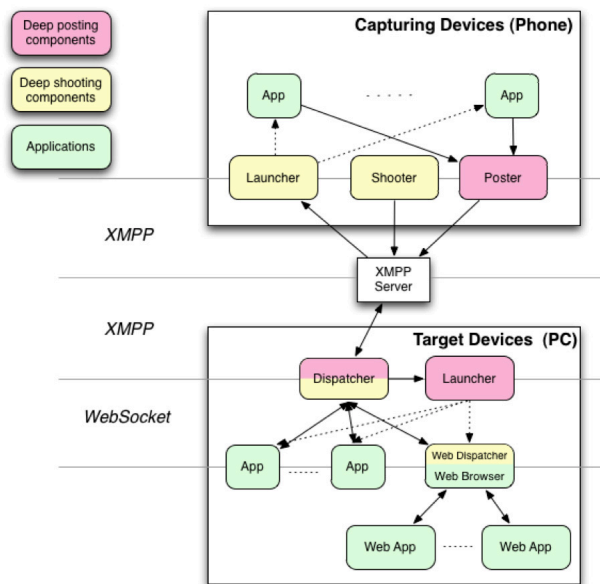 Deep posting
components
Deep shooting
components
Applications
Capturing Devices (Phone)
App
App
Launcher
Shooter
Poster
XMPP
XMPP
Server
XMPP
Target Devices (PC)
Dispatcher
Launcher
WebSocket
App
App
Web Dispatcher
Web Browser
Web App
Web App